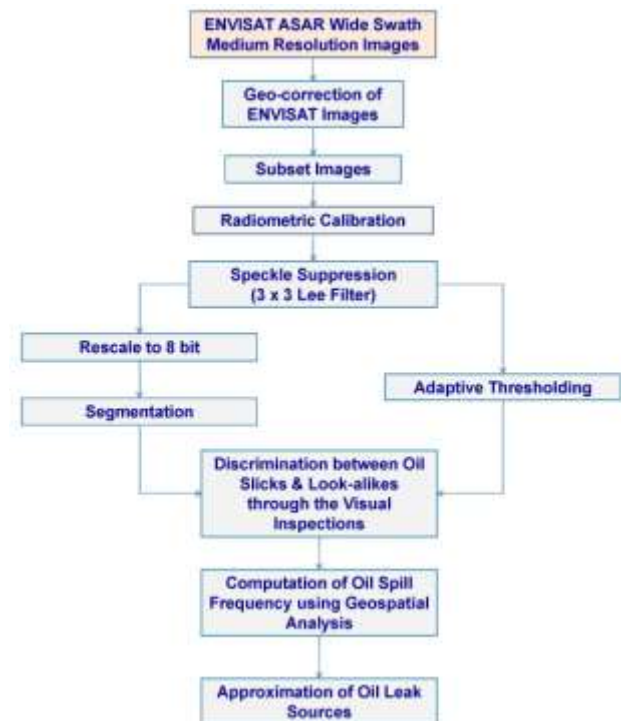 ENVISAT ASAR Wide Swath
Medium Resolution Images
Geo-correction of
ENVISAT Images
Subset Images
Radiometric Calibration
Speckle Suppression
(3 x 3 Lee Filter)
Rescale to 8 bit
Segmentation
Adaptive Thresholding
Discrimination between Oil
Slicks & Look-alikes
through the Visual
Inspections
Computation of Oil Spill
Frequency using Geospatial
Analysis
Approximation of Oil Leak
Sources